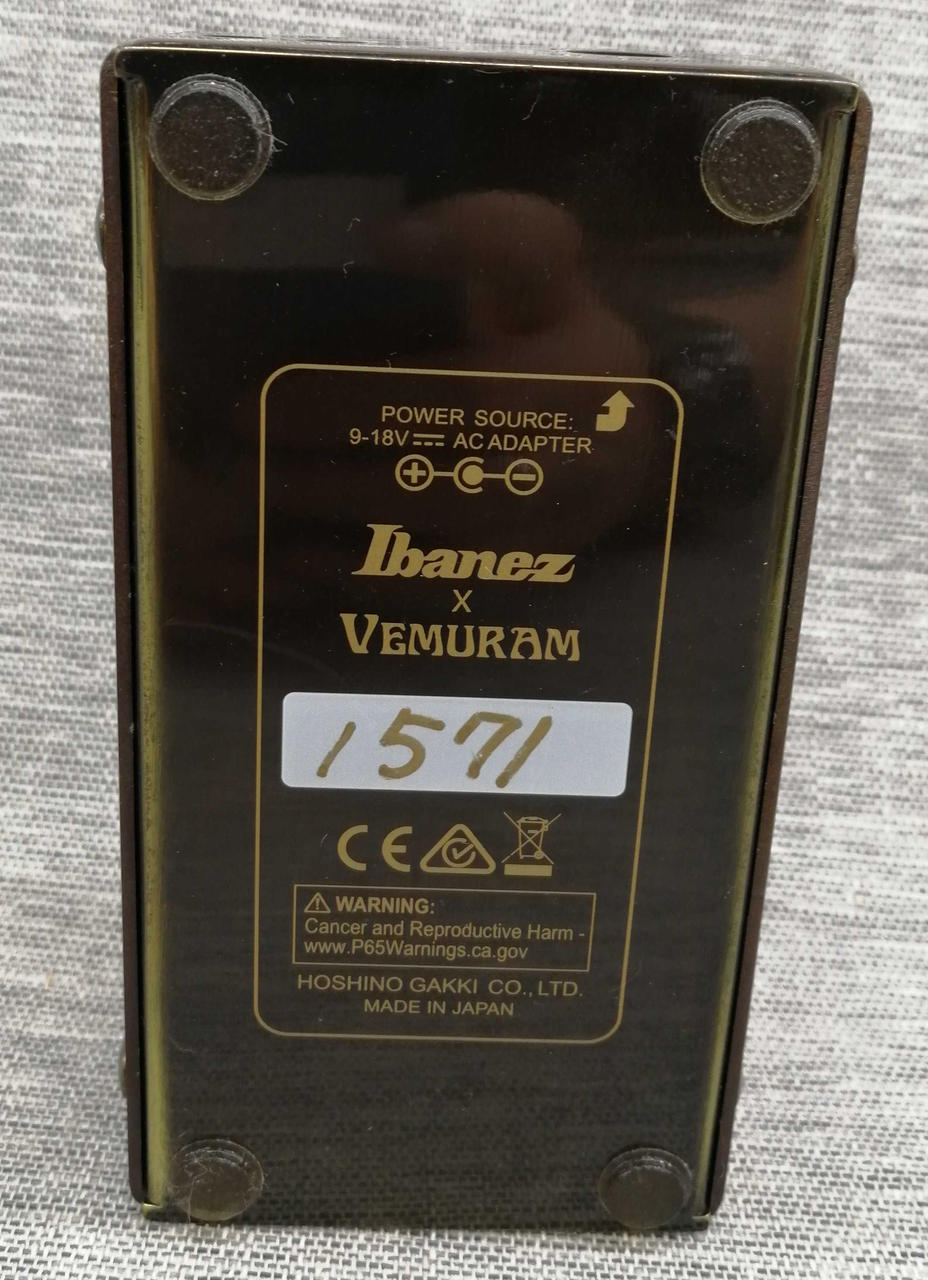 POWER SOURCE:
9-18V ⎓ AC ADAPTER
Ibanez
X
VEMURAM
1571
CE
⚠ WARNING:
Cancer and Reproductive Harm -
www.P65Warnings.ca.gov
HOSHINO GAKKI CO., LTD.
MADE IN JAPAN